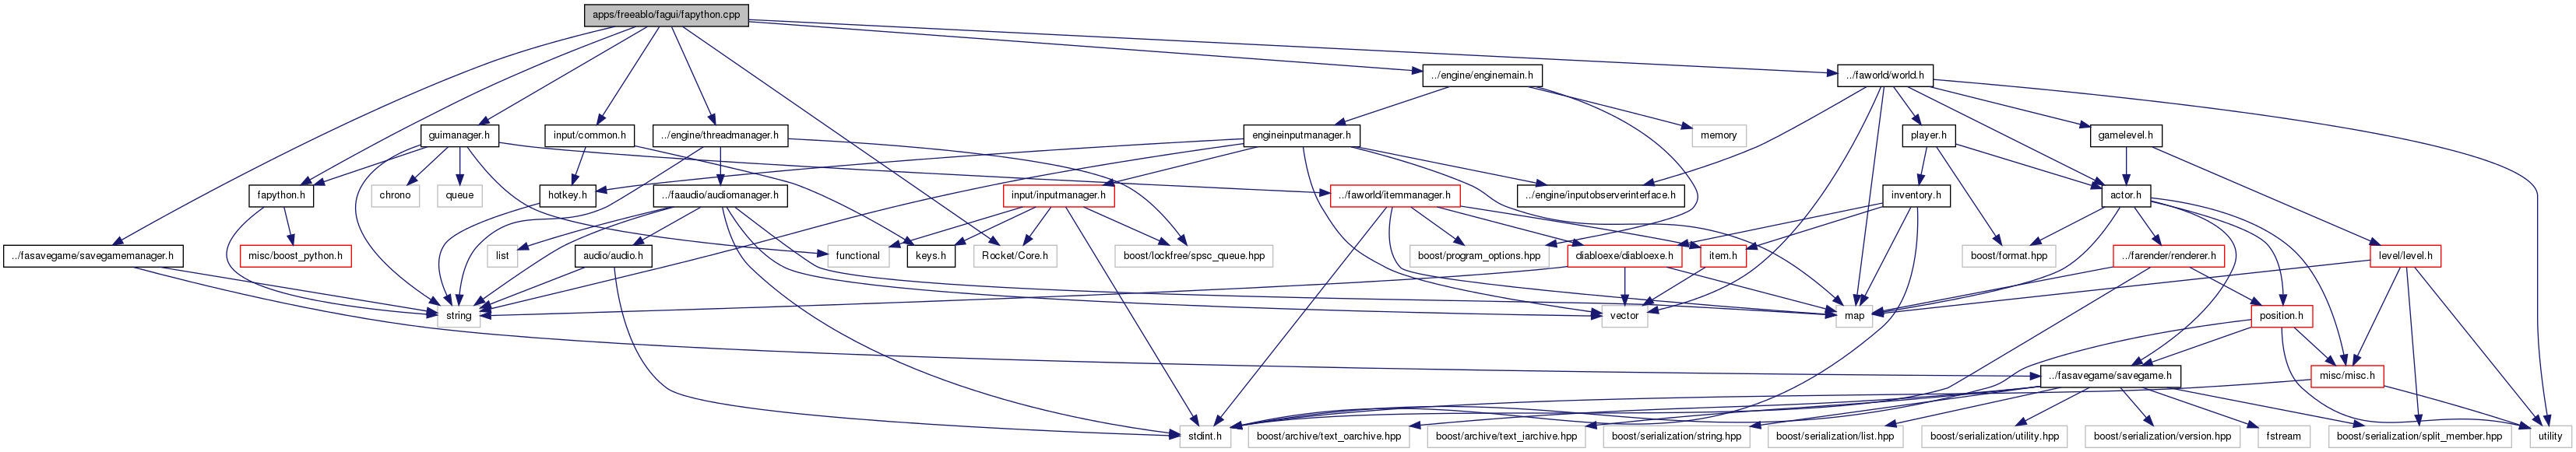 apps/freeablo/fagui/fapython.cpp
../engine/enginemain.h
../faworld/world.h
guimanager.h
input/common.h
../engine/threadmanager.h
engineinputmanager.h
memory
player.h
gamelevel.h
fapython.h
chrono
queue
hotkey.h
../faaudio/audiomanager.h
input/inputmanager.h
../faworld/itemmanager.h
../engine/inputobserverinterface.h
inventory.h
actor.h
../fasavegame/savegamemanager.h
misc/boost_python.h
list
audio/audio.h
functional
keys.h
Rocket/Core.h
boost/lockfree/spsc_queue.hpp
boost/program_options.hpp
diabloexe/diabloexe.h
item.h
boost/format.hpp
../farender/renderer.h
level/level.h
string
vector
map
position.h
../fasavegame/savegame.h
misc/misc.h
stdint.h
boost/archive/text_oarchive.hpp
boost/archive/text_iarchive.hpp
boost/serialization/string.hpp
boost/serialization/list.hpp
boost/serialization/utility.hpp
boost/serialization/version.hpp
fstream
boost/serialization/split_member.hpp
utility